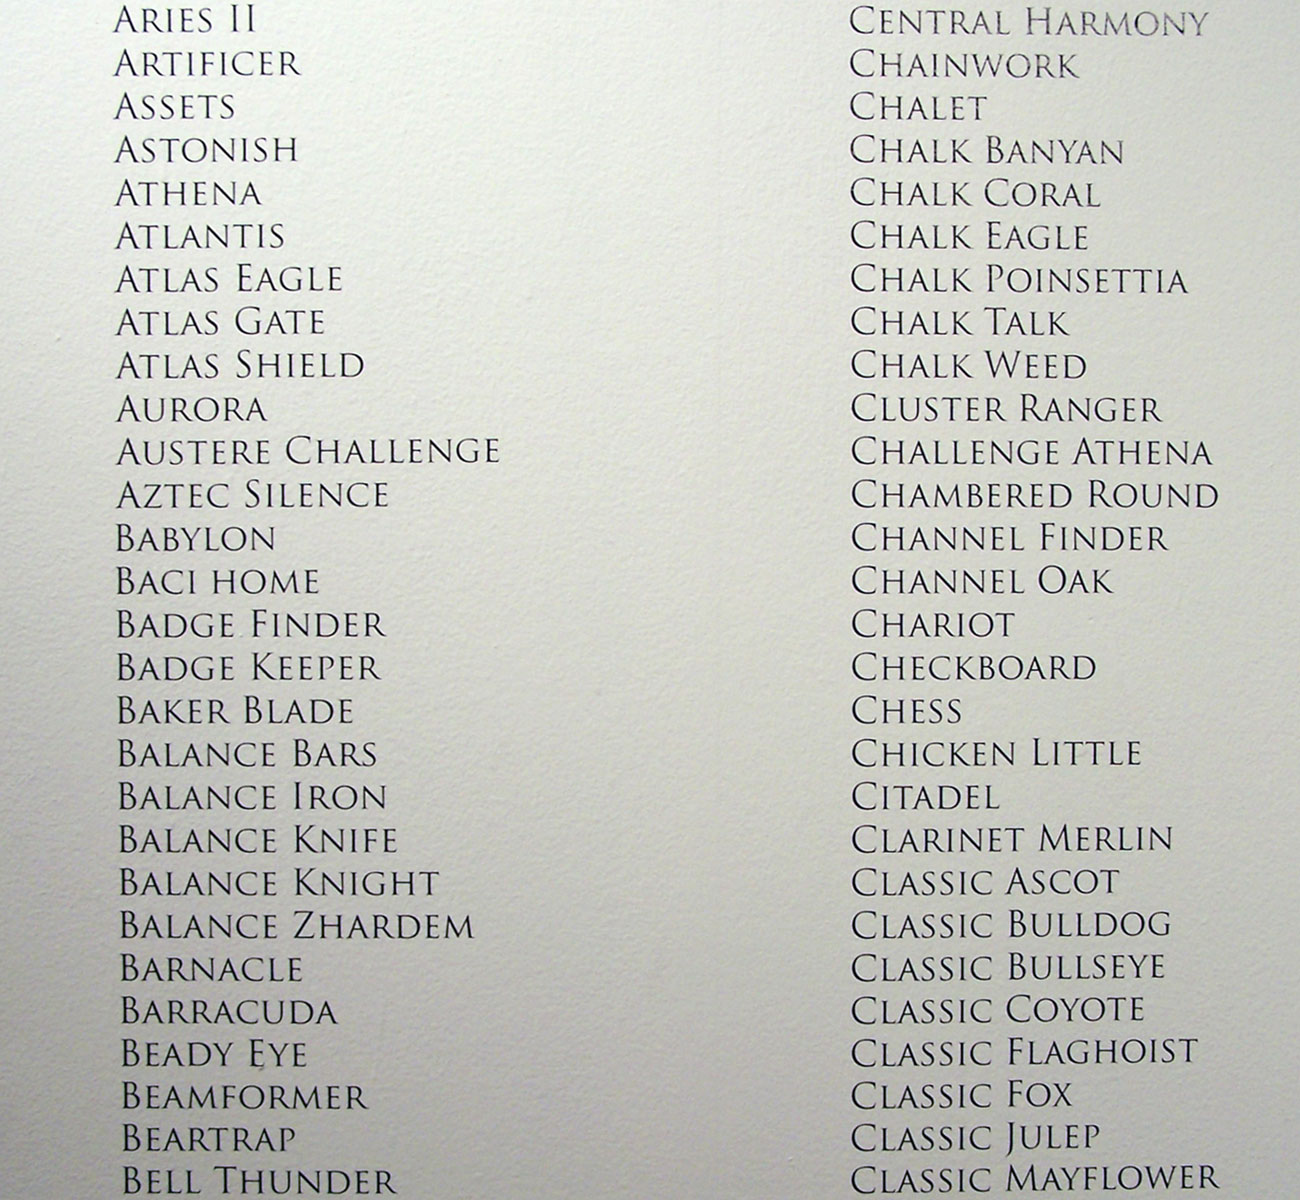 ARIES II
ARTIFICER
ASSETS
ASTONISH
ATHENA
ATLANTIS
ATLAS EAGLE
ATLAS GATE
ATLAS SHIELD
AURORA
AUSTERE CHALLENGE
AZTEC SILENCE
BABYLON
BACI HOME
BADGE FINDER
BADGE KEEPER
BAKER BLADE
BALANCE BARS
BALANCE IRON
BALANCE KNIFE
BALANCE KNIGHT
BALANCE ZHARDEM
BARNACLE
BARRACUDA
BEADY EYE
BEAMFORMER
BEARTRAP
BELL THUNDER
CENTRAL HARMONY
CHAINWORK
CHALET
CHALK BANYAN
CHALK CORAL
CHALK EAGLE
CHALK POINSETTIA
CHALK TALK
CHALK WEED
CLUSTER RANGER
CHALLENGE ATHENA
CHAMBERED ROUND
CHANNEL FINDER
CHANNEL OAK
CHARIOT
CHECKBOARD
CHESS
CHICKEN LITTLE
CITADEL
CLARINET MERLIN
CLASSIC ASCOT
CLASSIC BULLDOG
CLASSIC BULLSEYE
CLASSIC COYOTE
CLASSIC FLAGHOIST
CLASSIC FOX
CLASSIC JULEP
CLASSIC MAYFLOWER